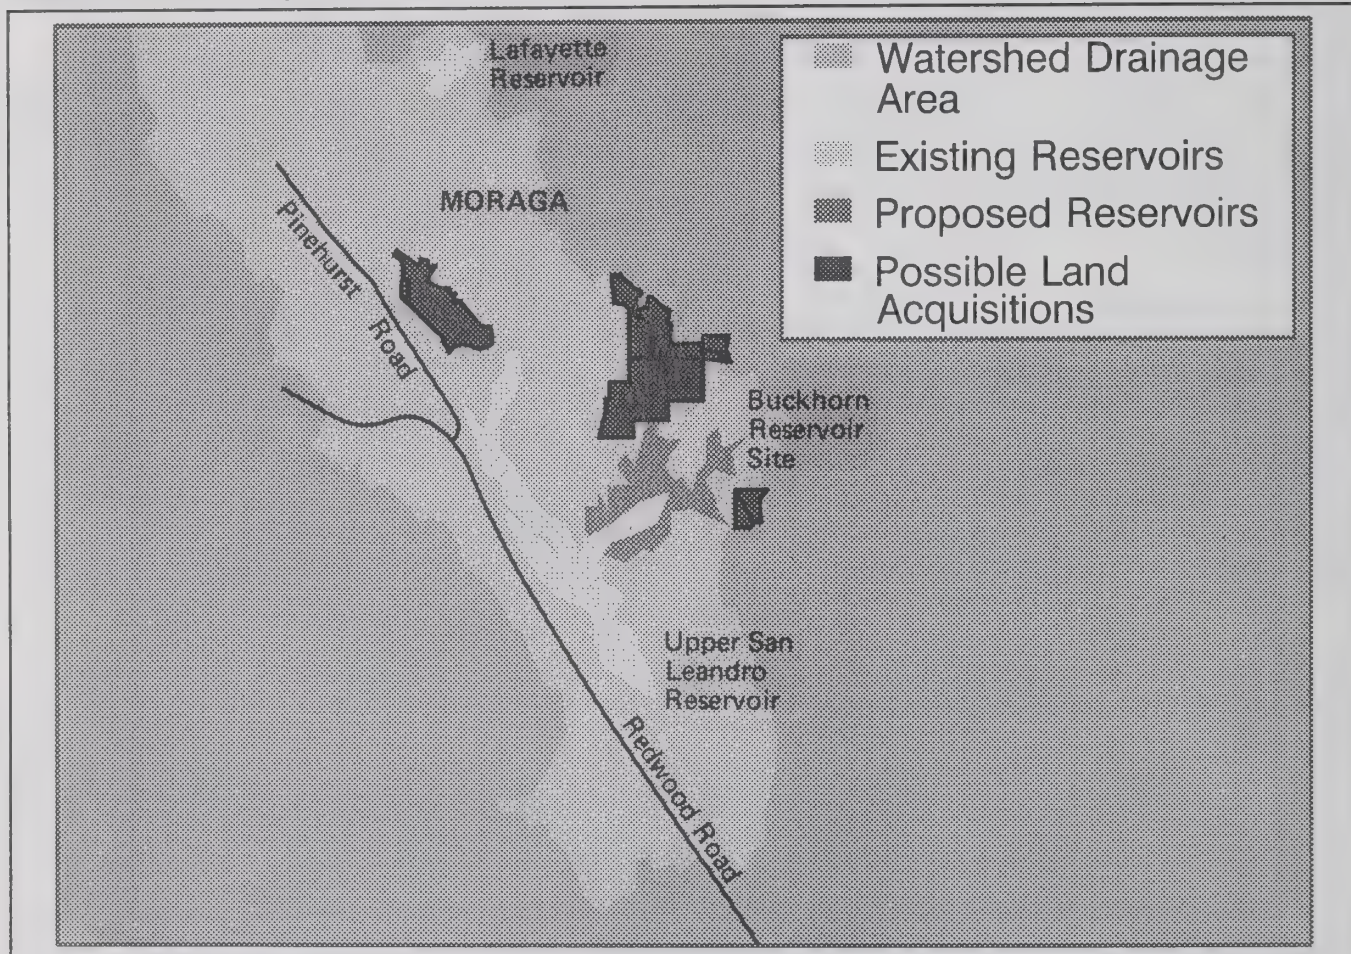 Lafayette
Reservoir
Watershed Drainage
Area
Existing Reservoirs
Proposed Reservoirs
Possible Land
Acquisitions
MORAGA
Pinehurst
Road
Buckhorn
Reservoir
Site
Upper San
Leandro
Reservoir
Redwood Road